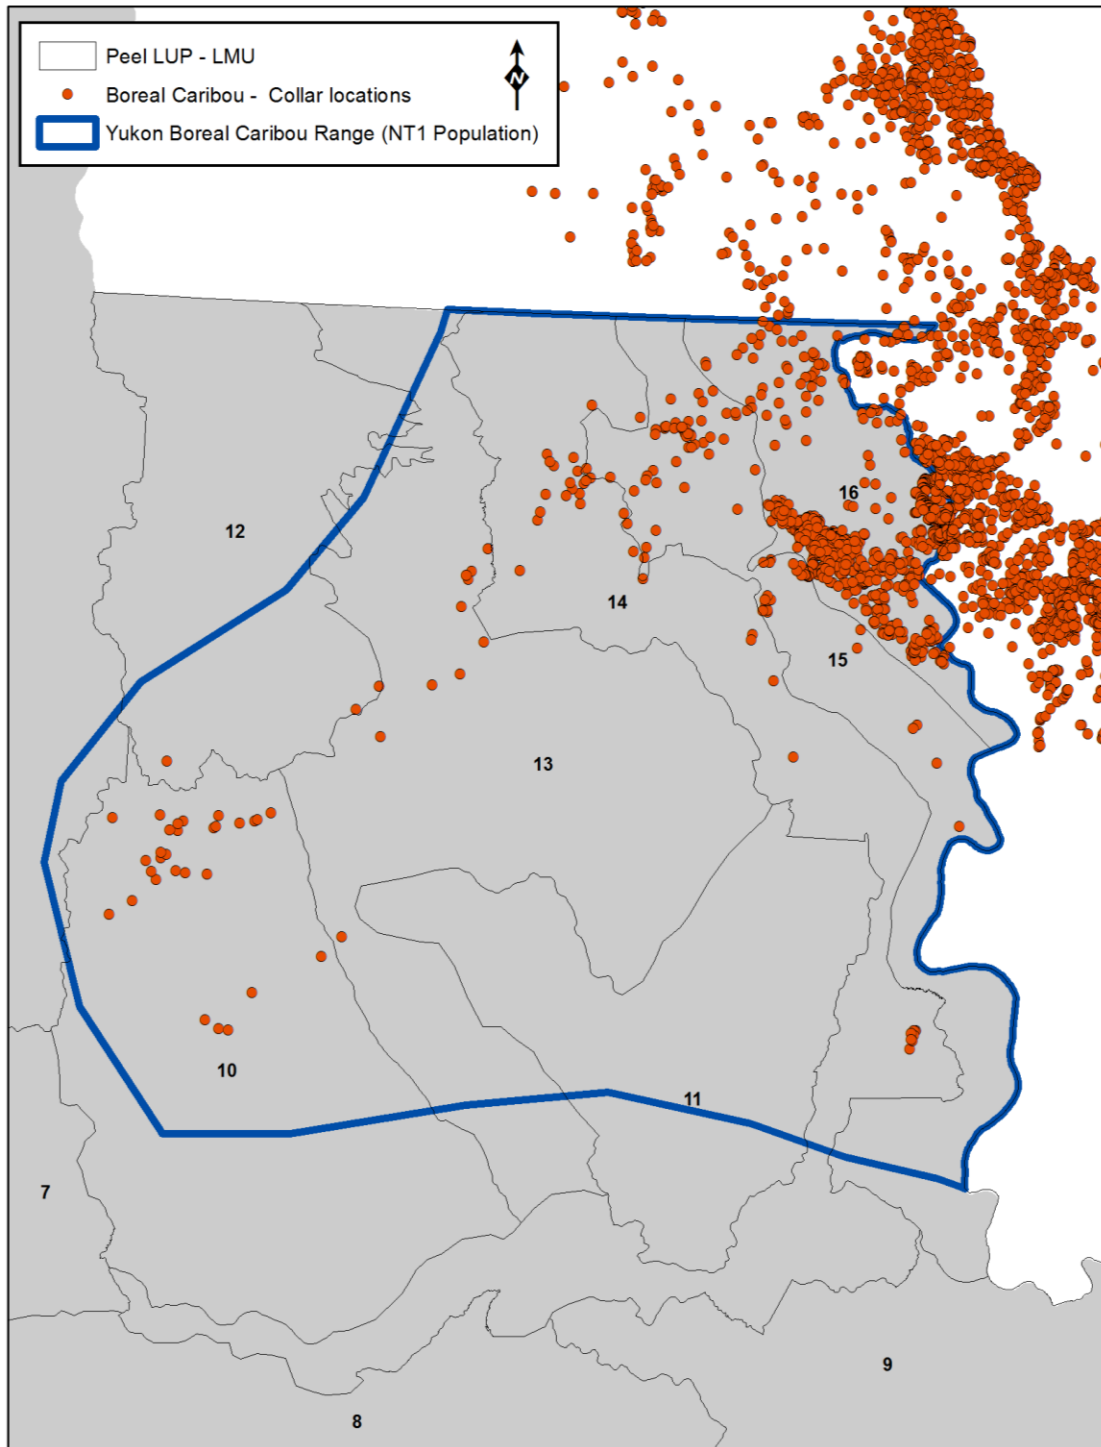 Peel LUP - LMU
N
Boreal Caribou - Collar locations
Yukon Boreal Caribou Range (NT1 Population)
16
12
14
15
13
10
11
7
9
8